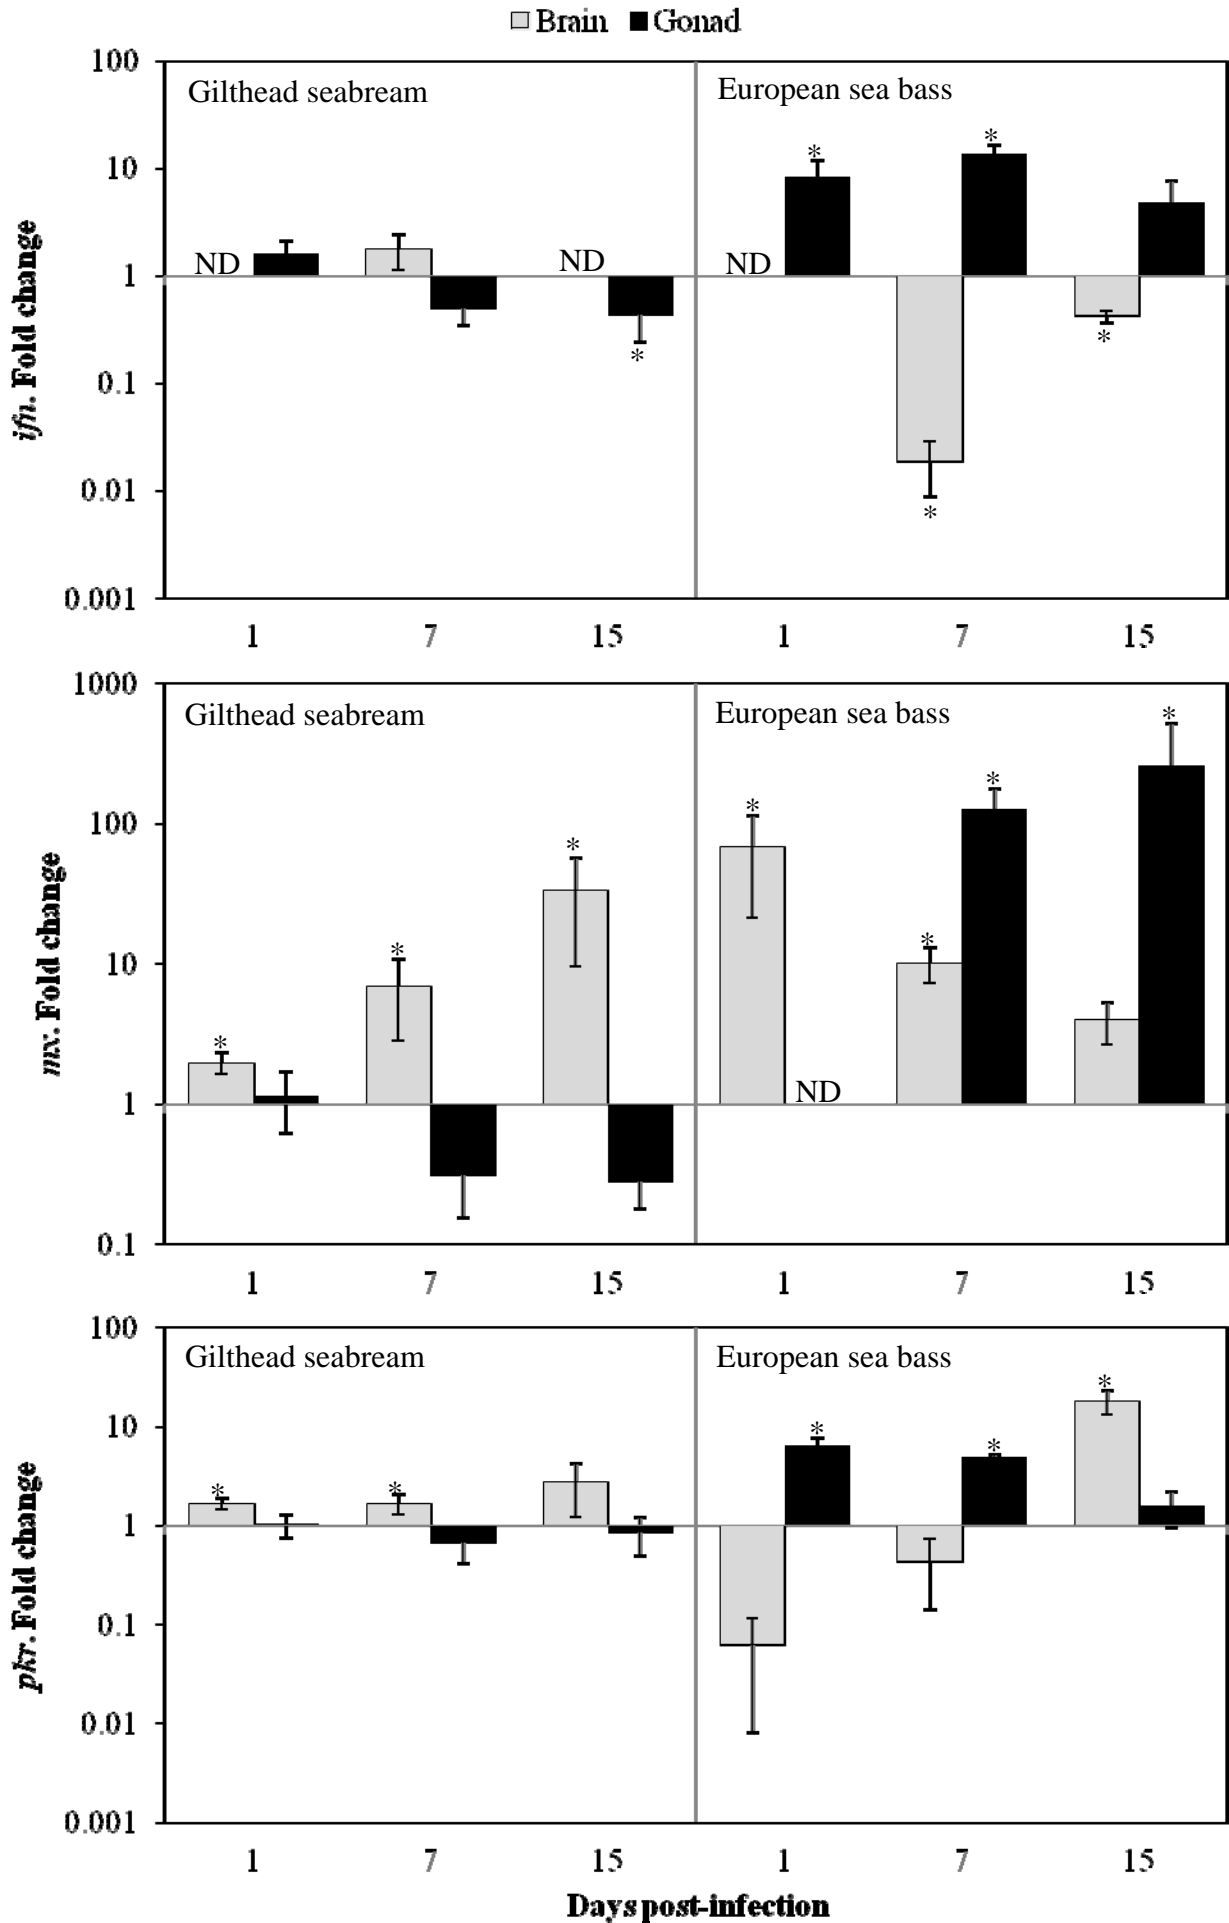 Brain Gonad
100
Gilthead seabream European sea bass
* *
10
ND ND ND
1
* *
0.1
0.01
*
0.001
ifn. Fold change
1 7 15 1 7 15
1000
Gilthead seabream European sea bass
*
* *
100
* *
10
* *
ND
1
0.1
mx. Fold change
1 7 15 1 7 15
100
Gilthead seabream European sea bass
*
10
* * * *
1
0.1
0.01
0.001
pkr. Fold change
1 7 15 1 7 15
Days post-infection